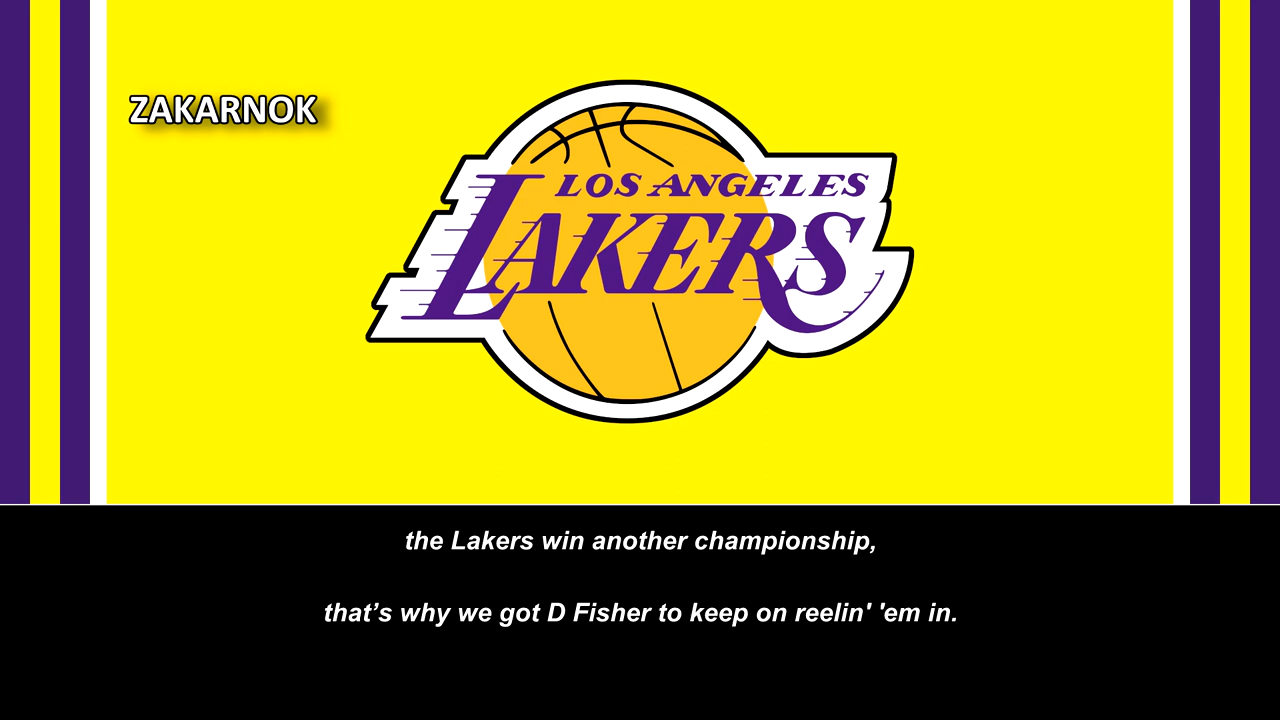 ZAKARNOK
LOS ANGELES
LAKERS
the Lakers win another championship,
that’s why we got D Fisher to keep on reelin' 'em in.